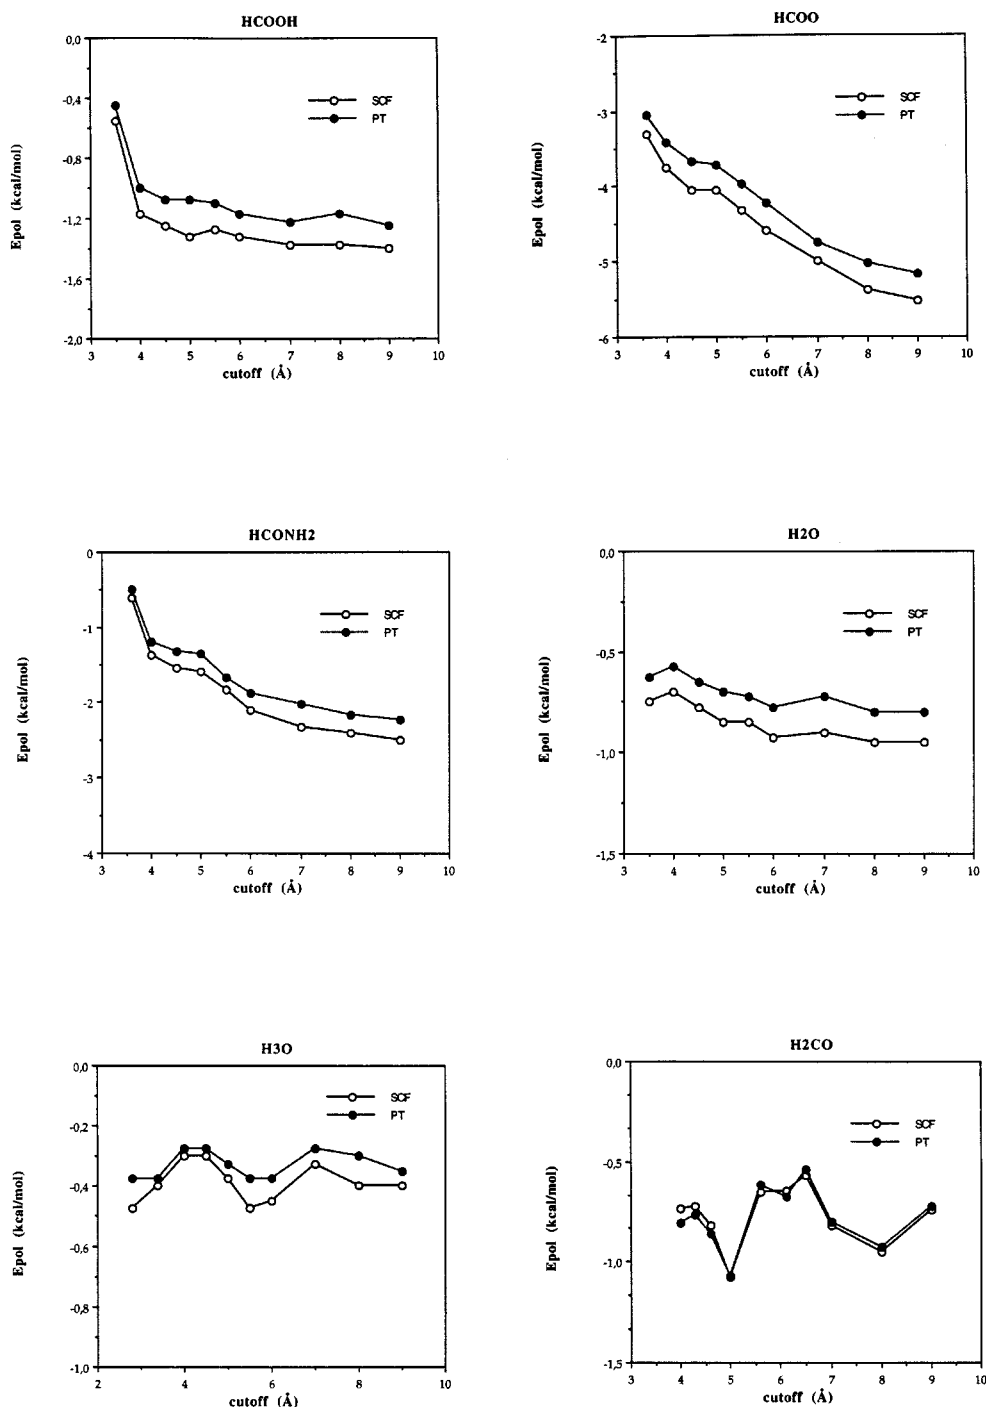 HCOOH
0,0
-0,4
-0,8
-1,2
-1,6
-2,0
Epol (kcal/mol)
SCF
PT
3 4 5 6 7 8 9 10
cutoff (Å)
HCOO
-2
-3
-4
-5
-6
Epol (kcal/mol)
SCF
PT
3 4 5 6 7 8 9 10
cutoff (Å)
HCONH2
0
-1
-2
-3
-4
Epol (kcal/mol)
SCF
PT
3 4 5 6 7 8 9 10
cutoff (Å)
H2O
0,0
-0,5
-1,0
-1,5
Epol (kcal/mol)
SCF
PT
3 4 5 6 7 8 9 10
cutoff (Å)
H3O
0,0
-0,2
-0,4
-0,6
-0,8
-1,0
Epol (kcal/mol)
SCF
PT
2 4 6 8 10
cutoff (Å)
H2CO
0,0
-0,5
-1,0
-1,5
Epol (kcal/mol)
SCF
PT
3 4 5 6 7 8 9 10
cutoff (Å)